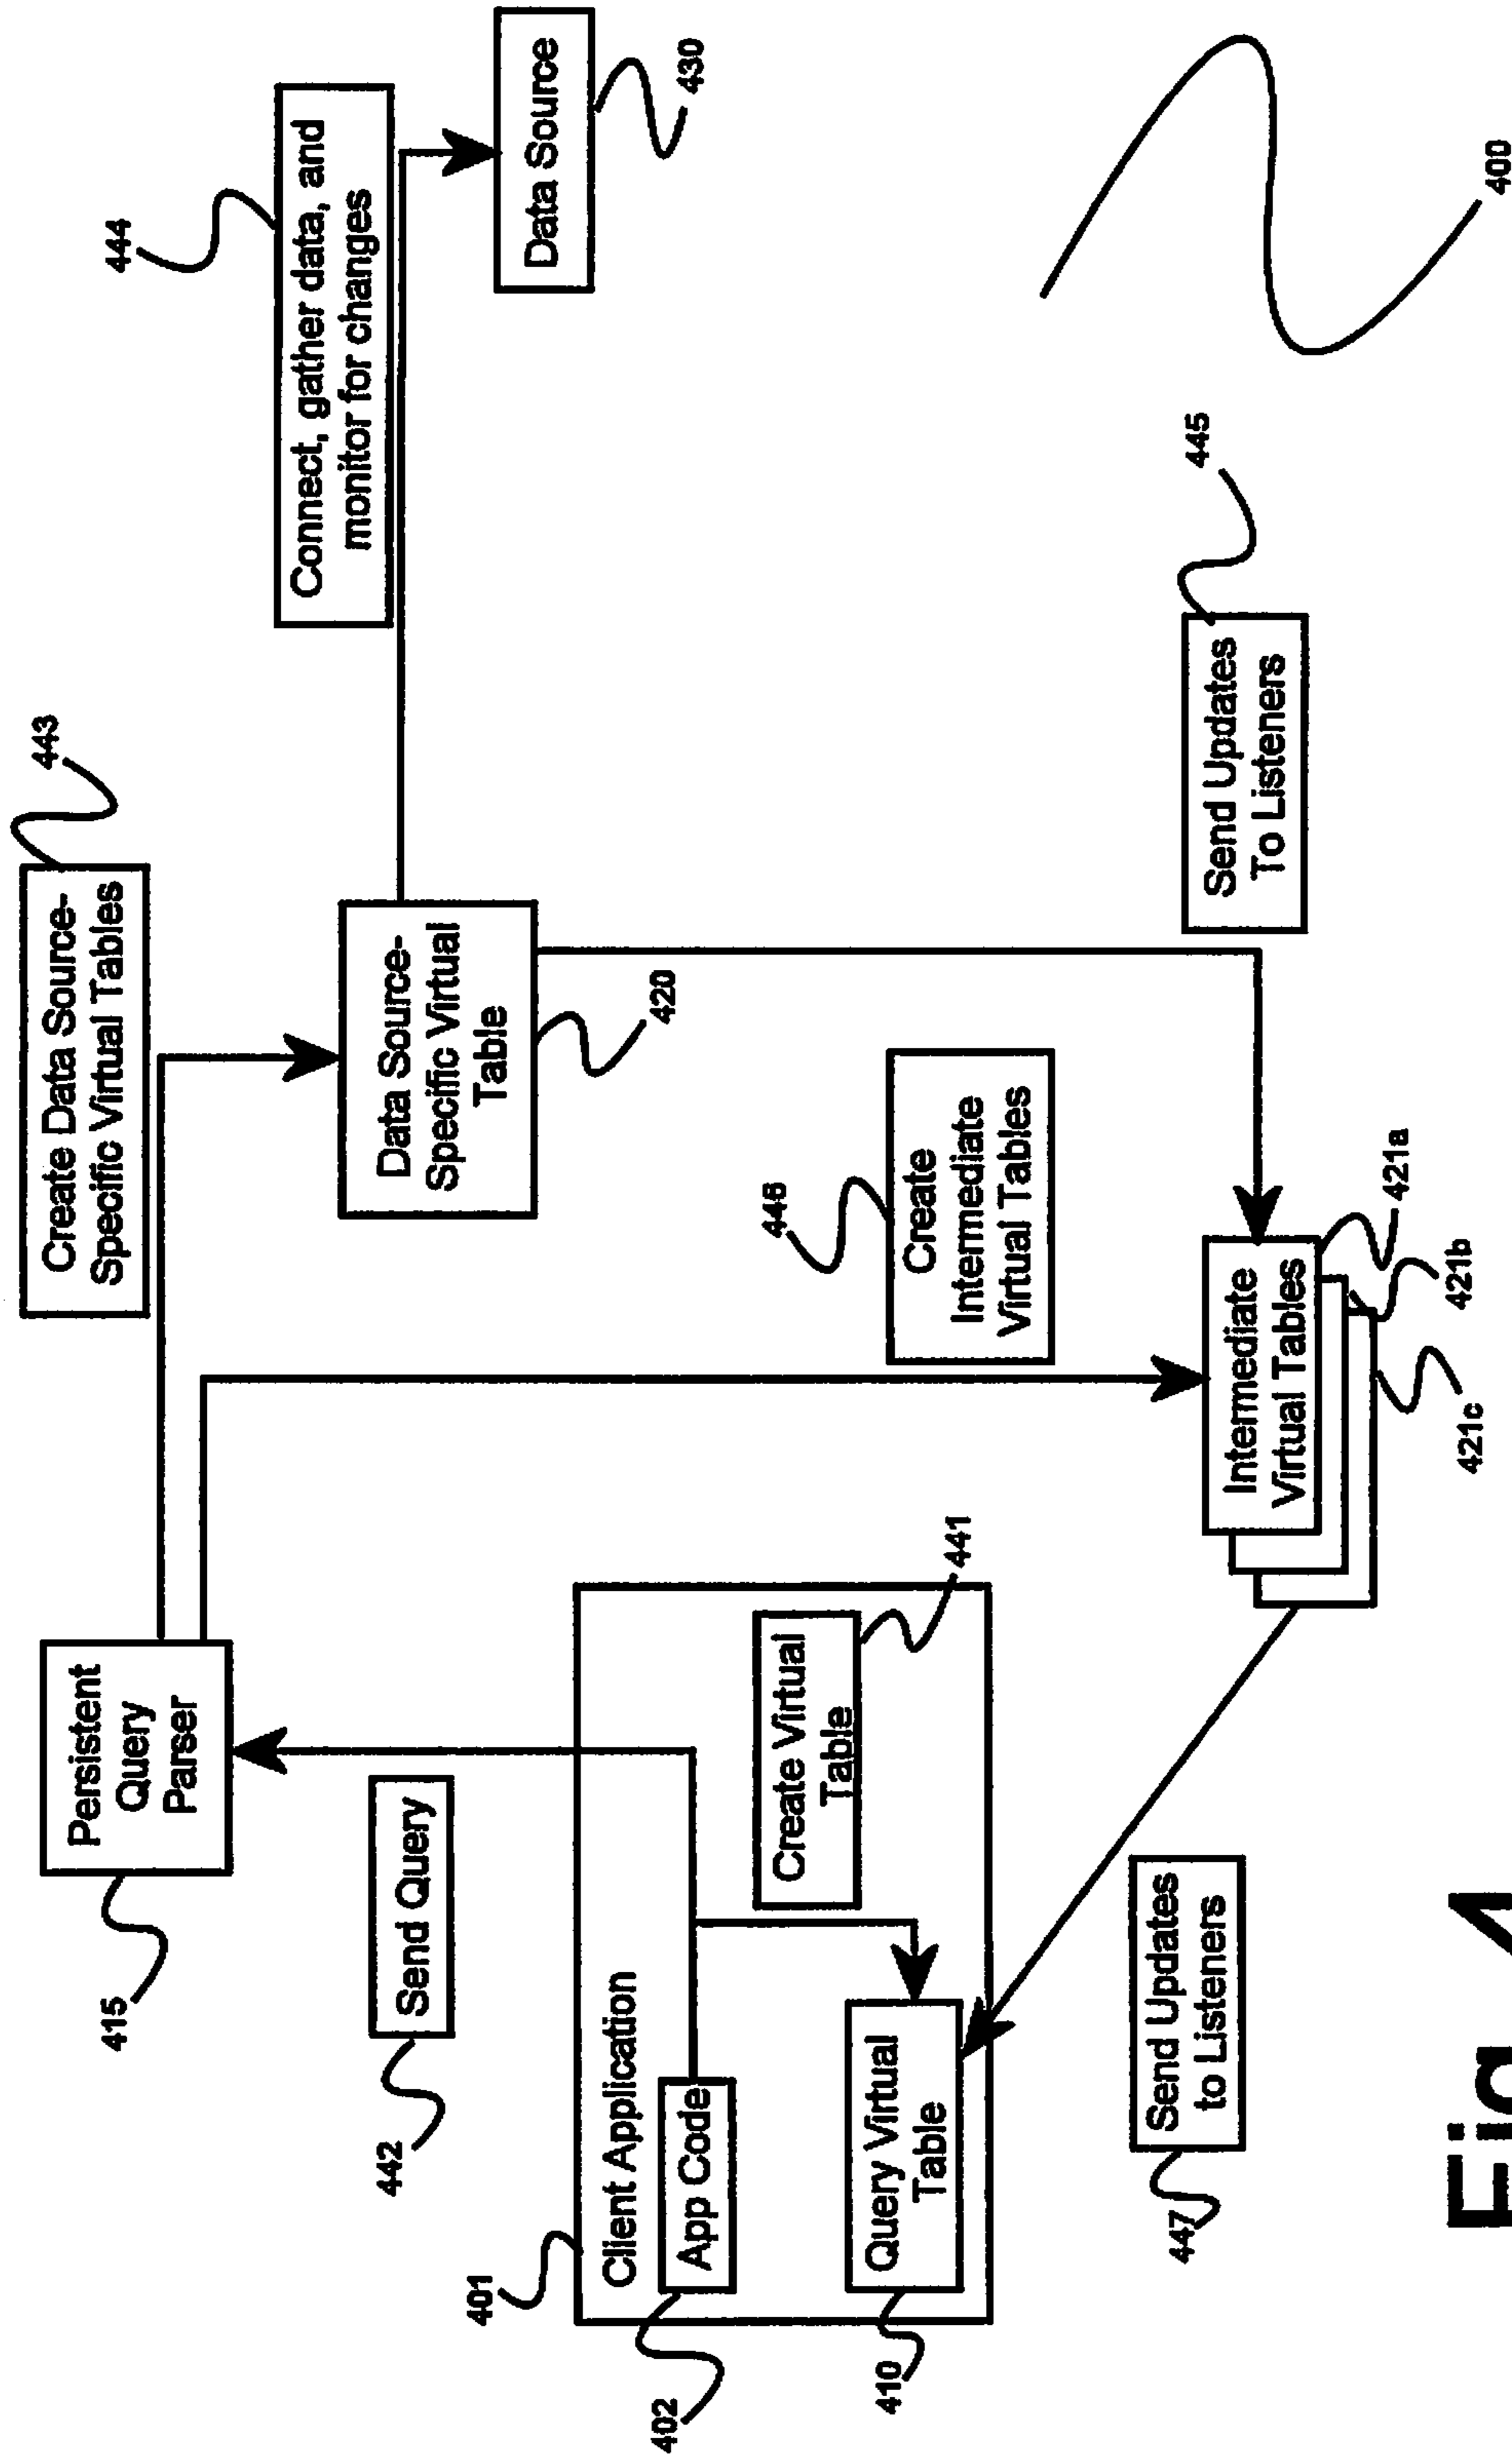 444
Connect, gather data, and
monitor for changes
Data Source
430
443
Create Data Source-
Specific Virtual Tables
Data Source-
Specific Virtual
Table
420
446
Create
Intermediate
Virtual Tables
Send Updates
To Listeners
445
400
Persistent
Query
Parser
415
Send Query
442
401
Client Application
App Code
402
Create Virtual
Table
441
Query Virtual
Table
410
Intermediate
Virtual Tables
421a
421b
421c
Send Updates
to Listeners
447
Fig. 4